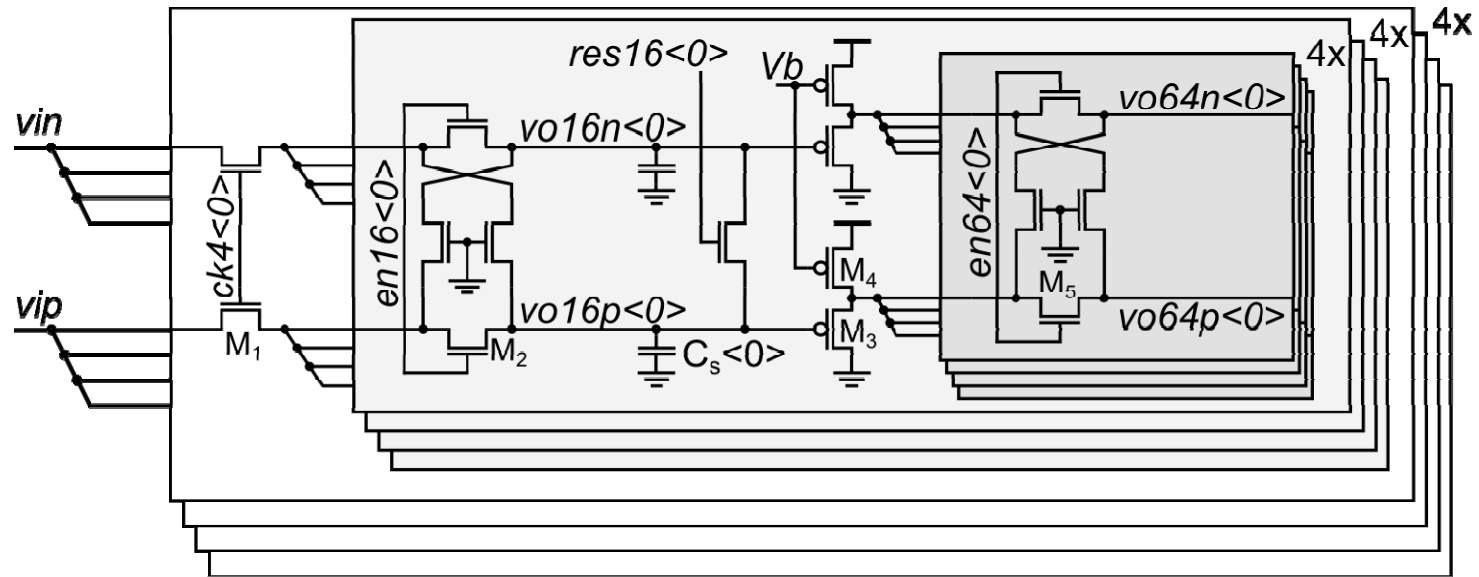 4x
4x
4x
res16<0>
Vb
vin
vo16n<0>
vo64n<0>
ck4<0>
en16<0>
en64<0>
M4
M5
vip
vo16p<0>
vo64p<0>
M1
M2
Cs<0>
M3